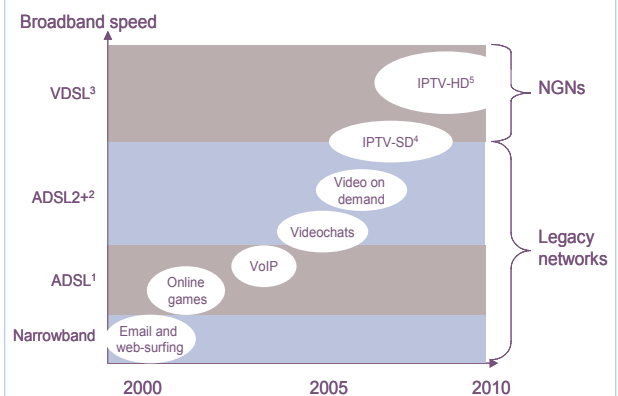 Broadband speed
VDSL³
IPTV-HD⁵
NGNs
IPTV-SD⁴
ADSL2+²
Video on
demand
Videochats
Legacy
networks
VoIP
ADSL¹
Online
games
Narrowband
Email and
web-surfing
2000
2005
2010